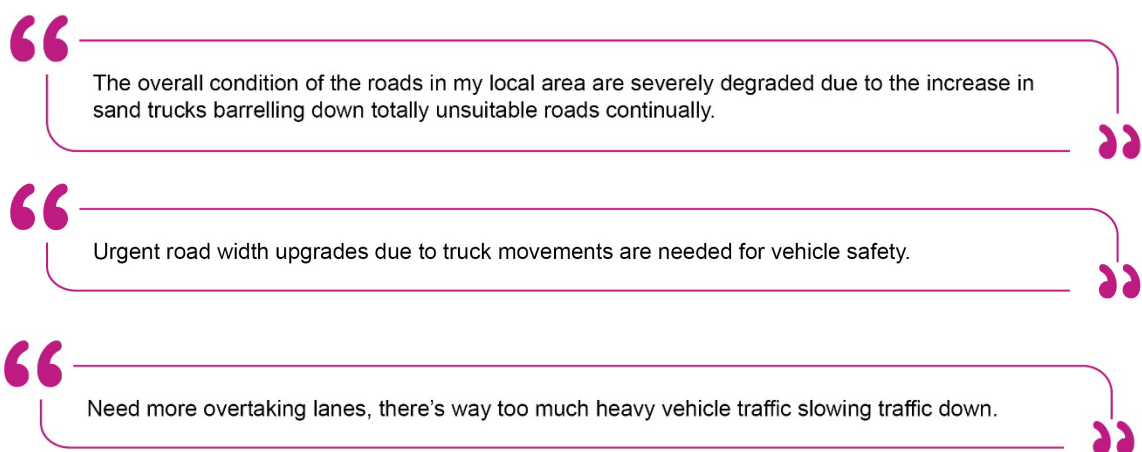 The overall condition of the roads in my local area are severely degraded due to the increase in
sand trucks barrelling down totally unsuitable roads continually.
Urgent road width upgrades due to truck movements are needed for vehicle safety.
Need more overtaking lanes, there’s way too much heavy vehicle traffic slowing traffic down.